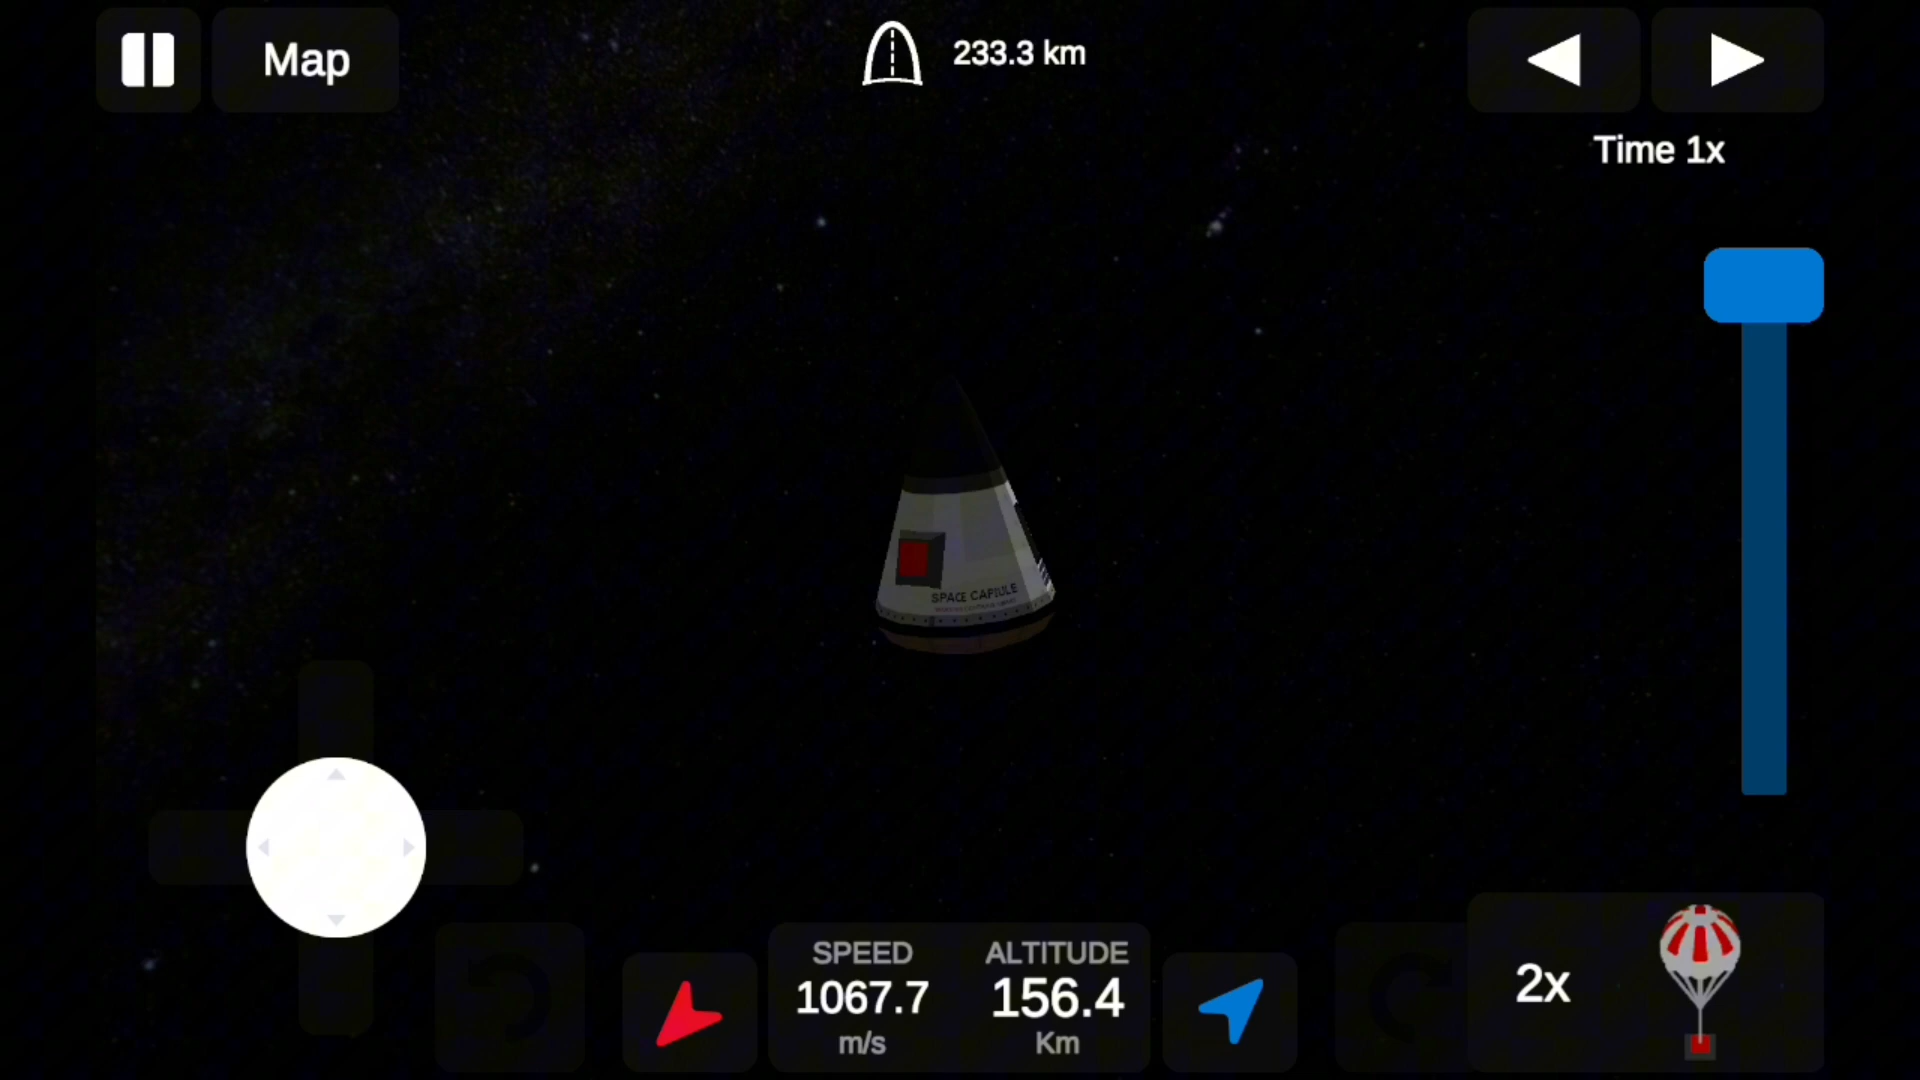 Map
233.3 km
Time 1x
SPACE CAPSULE
SPEED
ALTITUDE
1067.7
156.4
m/s
Km
2x